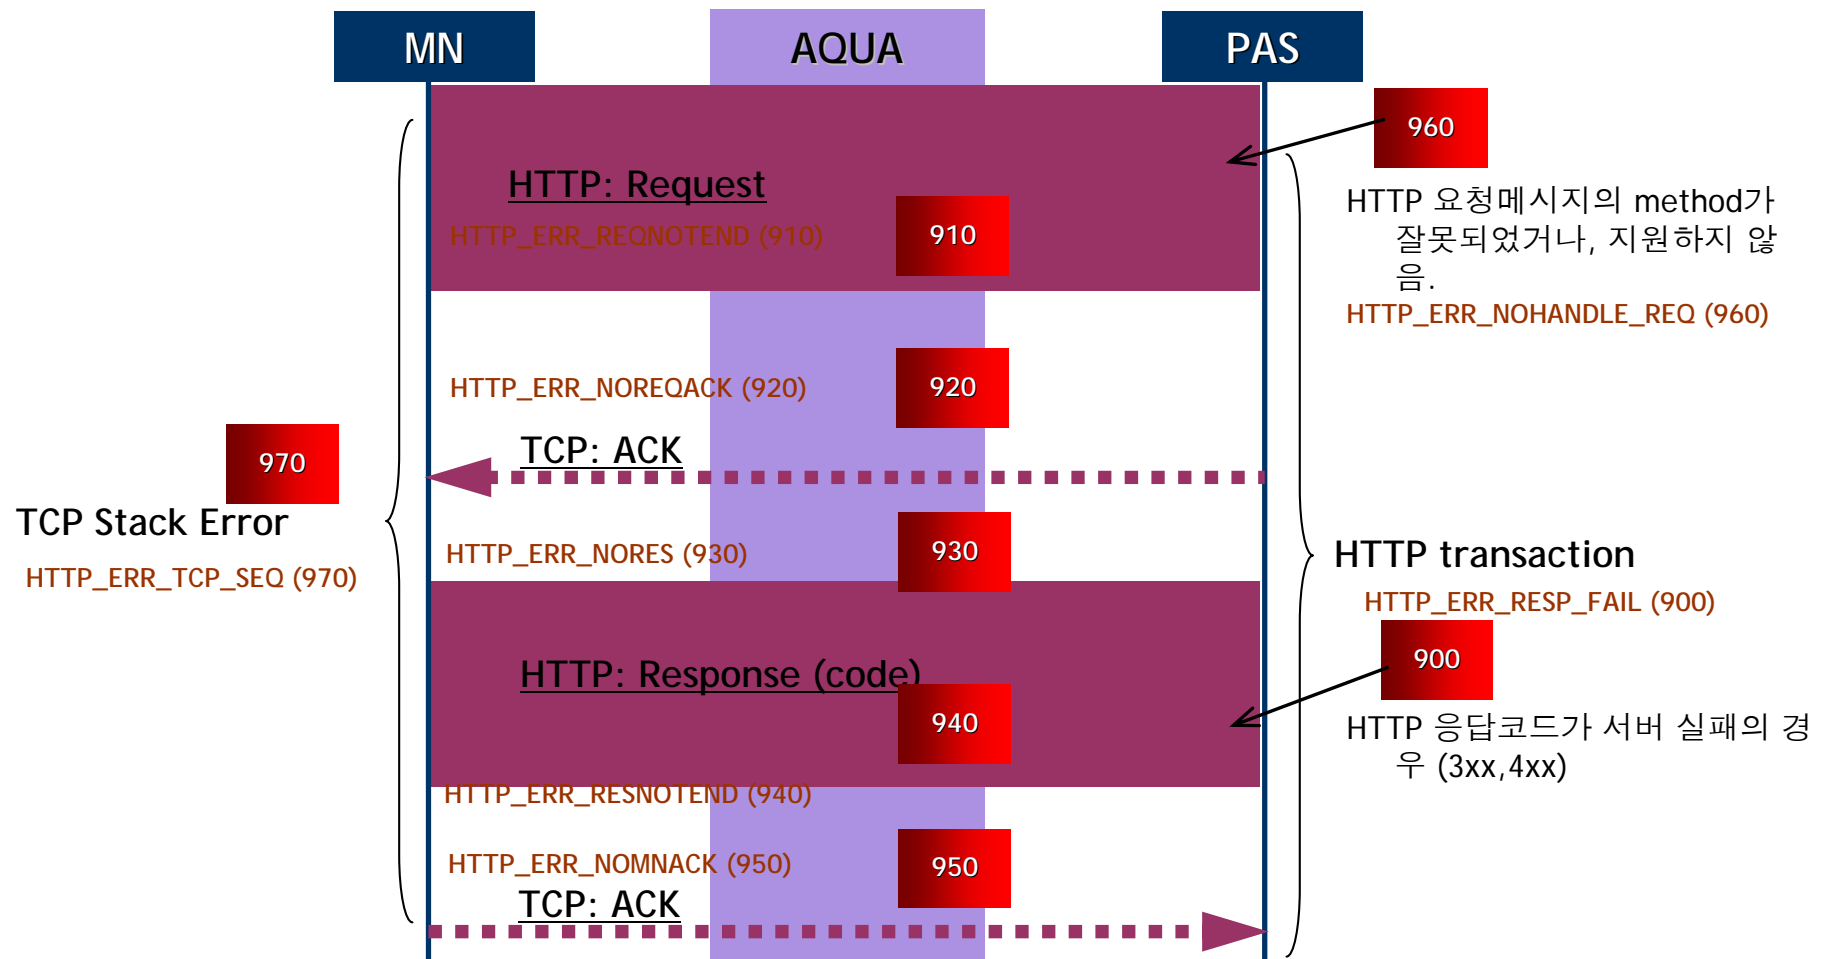 MN
AQUA
PAS
960
HTTP: Request
HTTP 요청메시지의 method가
잘못되었거나, 지원하지 않
음.
HTTP_ERR_REQNOTEND (910)
910
HTTP_ERR_NOHANDLE_REQ (960)
HTTP_ERR_NOREQACK (920)
920
TCP: ACK
970
TCP Stack Error
HTTP_ERR_TCP_SEQ (970)
HTTP_ERR_NORES (930)
930
HTTP transaction
HTTP_ERR_RESP_FAIL (900)
900
HTTP: Response (code)
940
HTTP 응답코드가 서버 실패의 경
우 (3xx,4xx)
HTTP_ERR_RESNOTEND (940)
HTTP_ERR_NOMNACK (950)
950
TCP: ACK